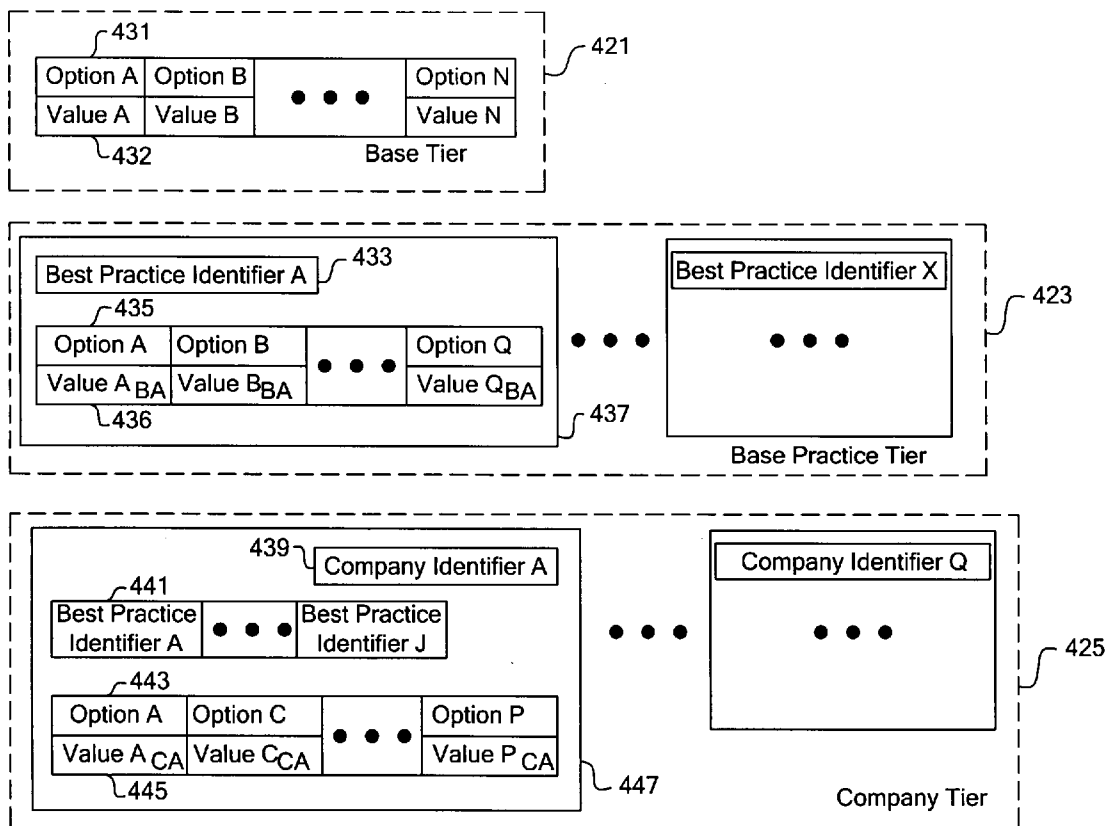 431
421
Option A Option B Option N
Value A Value B Value N
432
Base Tier
Best Practice Identifier A
433
Best Practice Identifier X
423
435
Option A Option B Option Q
Value A BA Value B BA Value Q BA
436
437
Base Practice Tier
439
Company Identifier A
Company Identifier Q
441
Best Practice
Identifier A
Best Practice
Identifier J
425
443
Option A Option C Option P
Value A CA Value C CA Value P CA
445
447
Company Tier